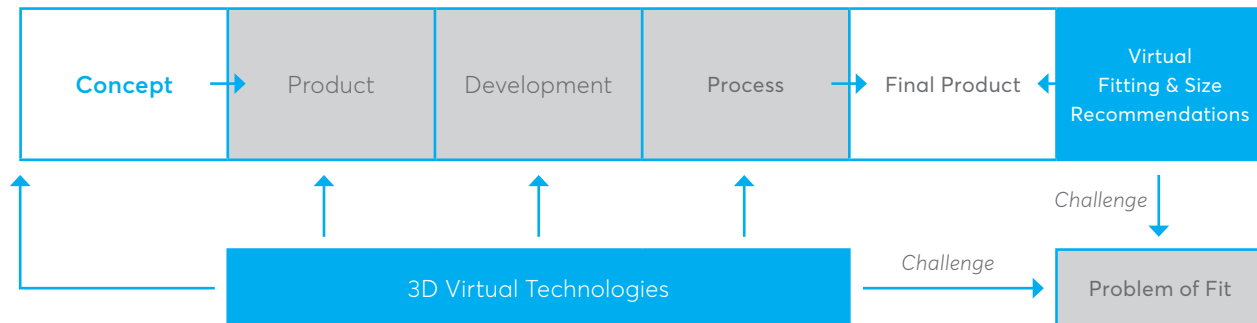 Concept
Product
Development
Process
Final Product
Virtual
Fitting & Size
Recommendations
Challenge
3D Virtual Technologies
Challenge
Problem of Fit